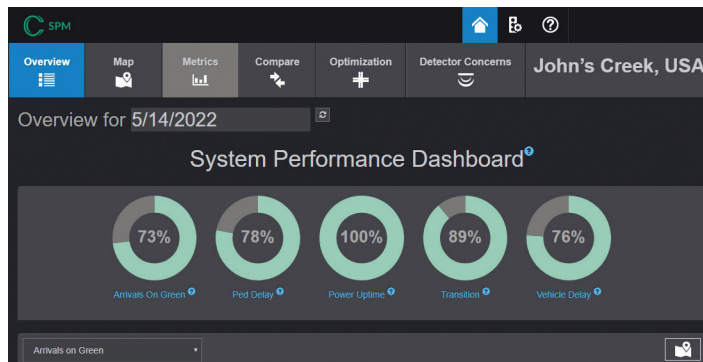 SPM
Overview
Map
Metrics
Compare
Optimization
Detector Concerns
John's Creek, USA
Overview for 5/14/2022
System Performance Dashboard
73%
78%
100%
89%
76%
Arrivals On Green
Ped Delay
Power Uptime
Transition
Vehicle Delay
Arrivals on Green